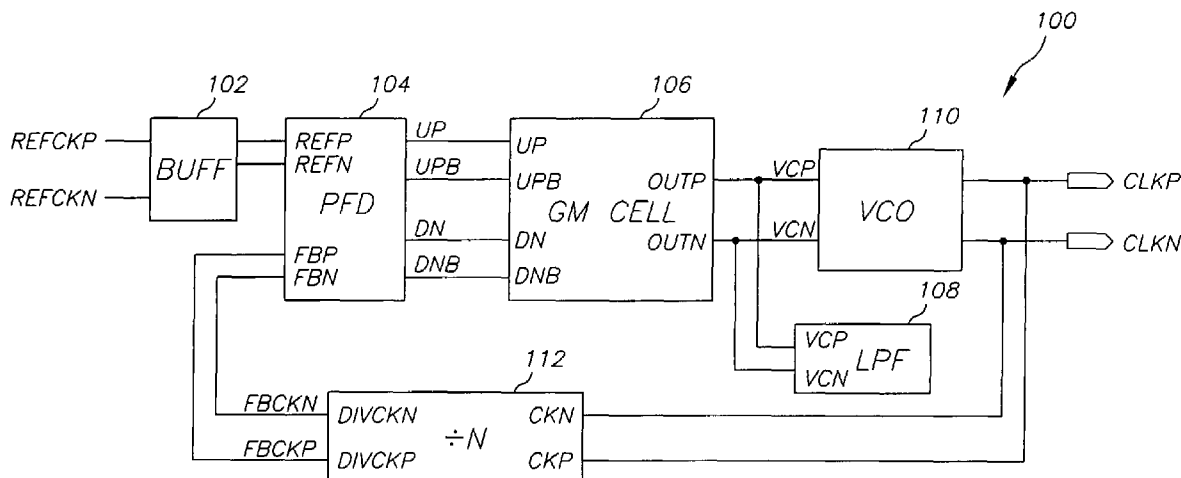 100
102
104
106
110
REFCKP
REFCKN
BUFF
REFP
REFN
PFD
FBP
FBN
UP
UPB
DN
DNB
UP
UPB
GM CELL
DN
DNB
OUTP
OUTN
VCP
VCN
VCO
CLKP
CLKN
108
VCP
VCN
LPF
112
FBCKN
FBCKP
DIVCKN
DIVCKP
÷N
CKN
CKP